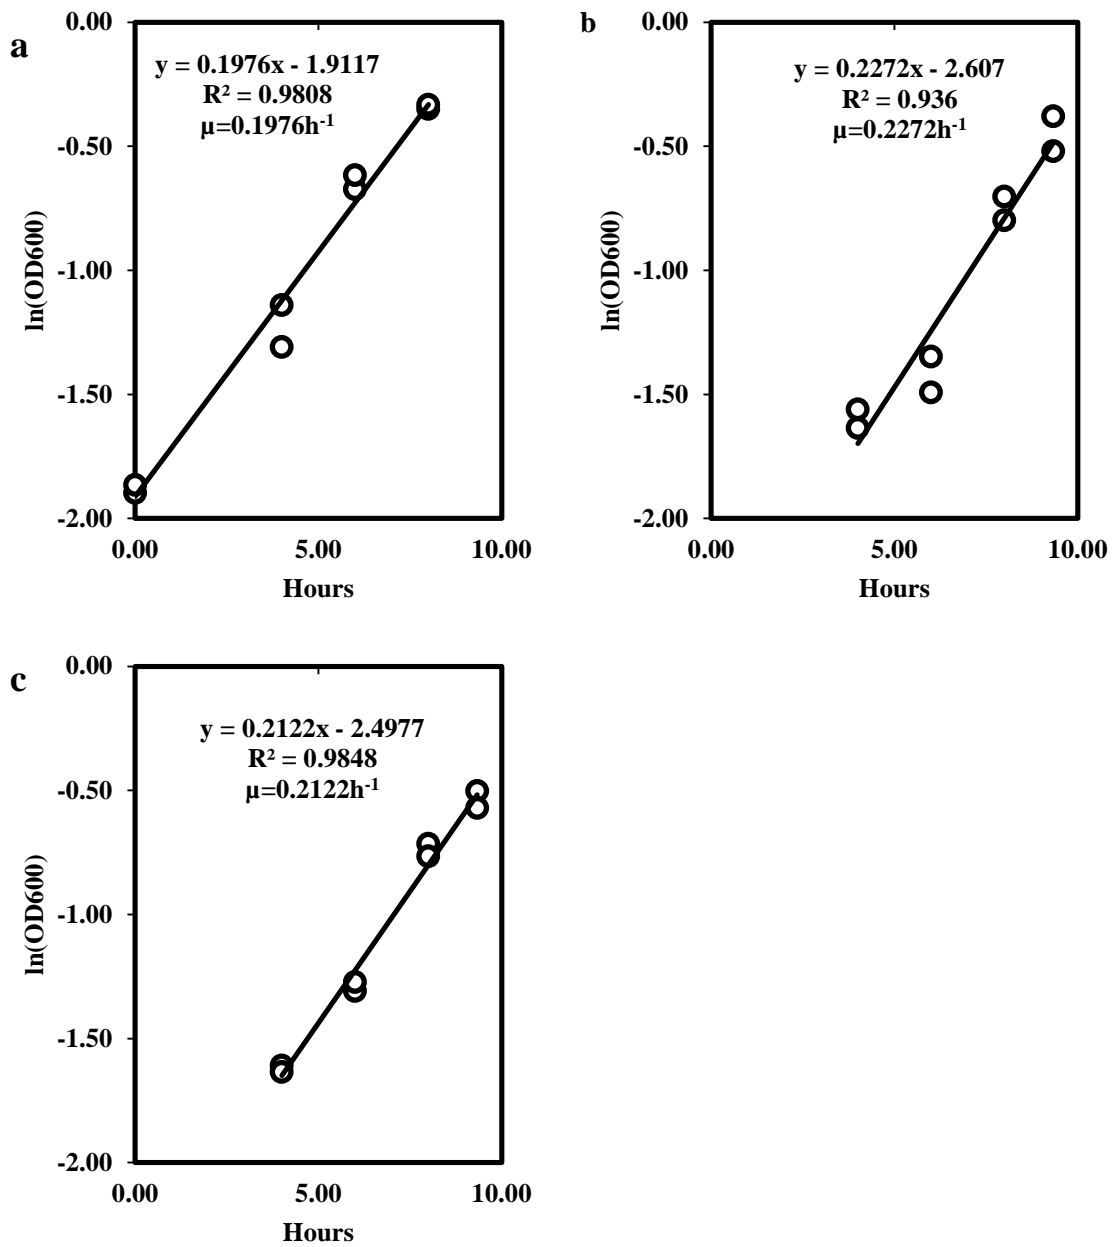 a
y = 0.1976x - 1.9117
R² = 0.9808
µ=0.1976h⁻¹
0.00
-0.50
-1.00
-1.50
-2.00
ln(OD600)
0.00 5.00 10.00
Hours
b
y = 0.2272x - 2.607
R² = 0.936
µ=0.2272h⁻¹
0.00
-0.50
-1.00
-1.50
-2.00
ln(OD600)
0.00 5.00 10.00
Hours
c
y = 0.2122x - 2.4977
R² = 0.9848
µ=0.2122h⁻¹
0.00
-0.50
-1.00
-1.50
-2.00
ln(OD600)
0.00 5.00 10.00
Hours